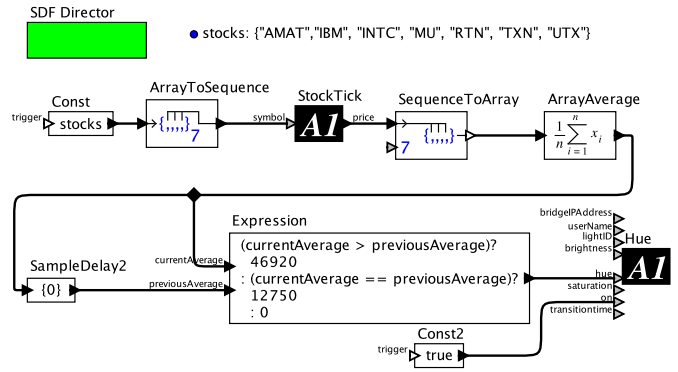 SDF Director
stocks: {"AMAT","IBM", "INTC", "MU", "RTN", "TXN", "UTX"}
Const
trigger
stocks
ArrayToSequence
{,,,,}
7
StockTick
symbol
A1
price
SequenceToArray
{,,,,}
7
ArrayAverage
1/n n∑i = 1 xi
SampleDelay2
{0}
Expression
currentAverage
previousAverage
(currentAverage > previousAverage)?
46920
: (currentAverage == previousAverage)?
12750
: 0
Const2
trigger
true
bridgeIPAddress
userName
lightID
brightness
hue
saturation
on
transitiontime
Hue
A1